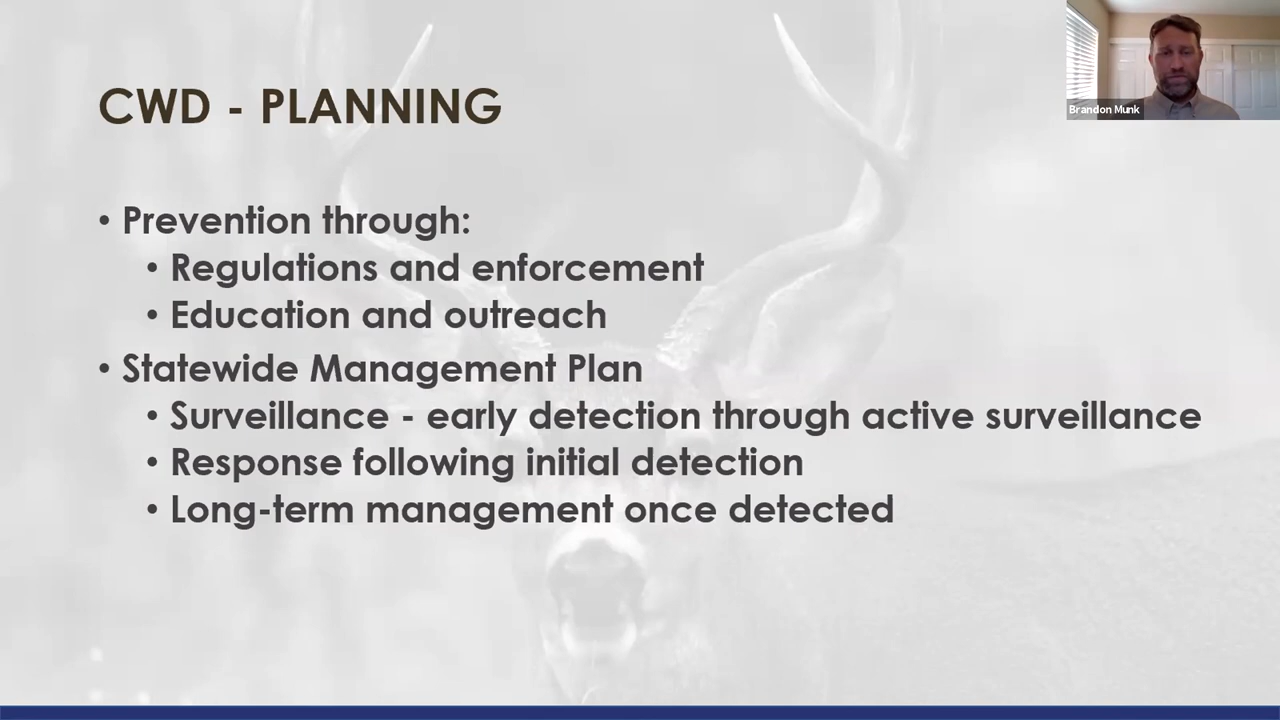 CWD - PLANNING
Brandon Munk
• Prevention through:
• Regulations and enforcement
• Education and outreach
• Statewide Management Plan
• Surveillance - early detection through active surveillance
• Response following initial detection
• Long-term management once detected